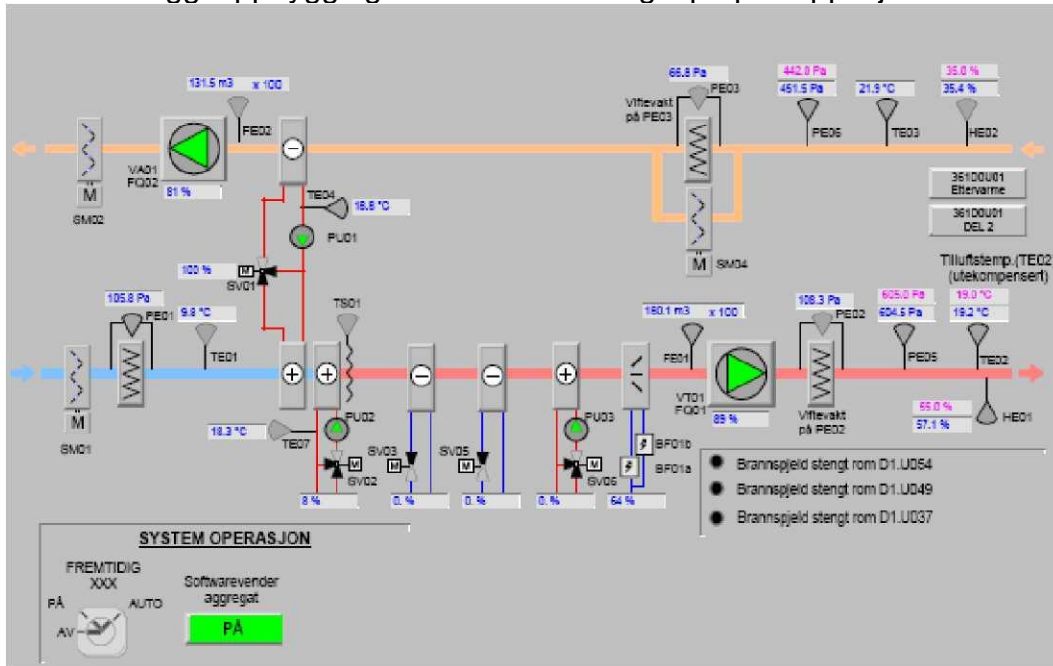 131.5 m3 x 100
FE02
VA01
FQ02
81 %
M
SM02
TE04
PU01
100 %
M
SV01
66.8 Pa
PE03
Viftevakt
på PE03
M
SM04
442.0 Pa
451.5 Pa
PE06
21.9 °C
TE03
35.0 %
35.4 %
HE02
361DOU01
Ettervarme
361DOU01
DEL 2
Tilluftstemp.(TE02
(utekompensert)
105.8 Pa
PE01
9.8 °C
TE01
M
SM01
TS01
18.3 °C
TE07
PU02
M
SV02
8 %
SV03
M
0. %
SV05
M
0. %
PU03
M
SV06
0. %
BF01b
BF01a
64 %
180.1 m3 x 100
FE01
VT01
FQ01
89 %
108.3 Pa
PE02
Viftevakt
på PE02
605.0 Pa
604.5 Pa
PE05
19.0 °C
19.2 °C
TE02
55.0 %
57.1 %
HE01
Brannspjeld stengt rom D1.U054
Brannspjeld stengt rom D1.U049
Brannspjeld stengt rom D1.U037
SYSTEM OPERASJON
FREMTIDIG
XXX
PÅ
AUTO
AV
Softwarevender
aggregat
PÅ